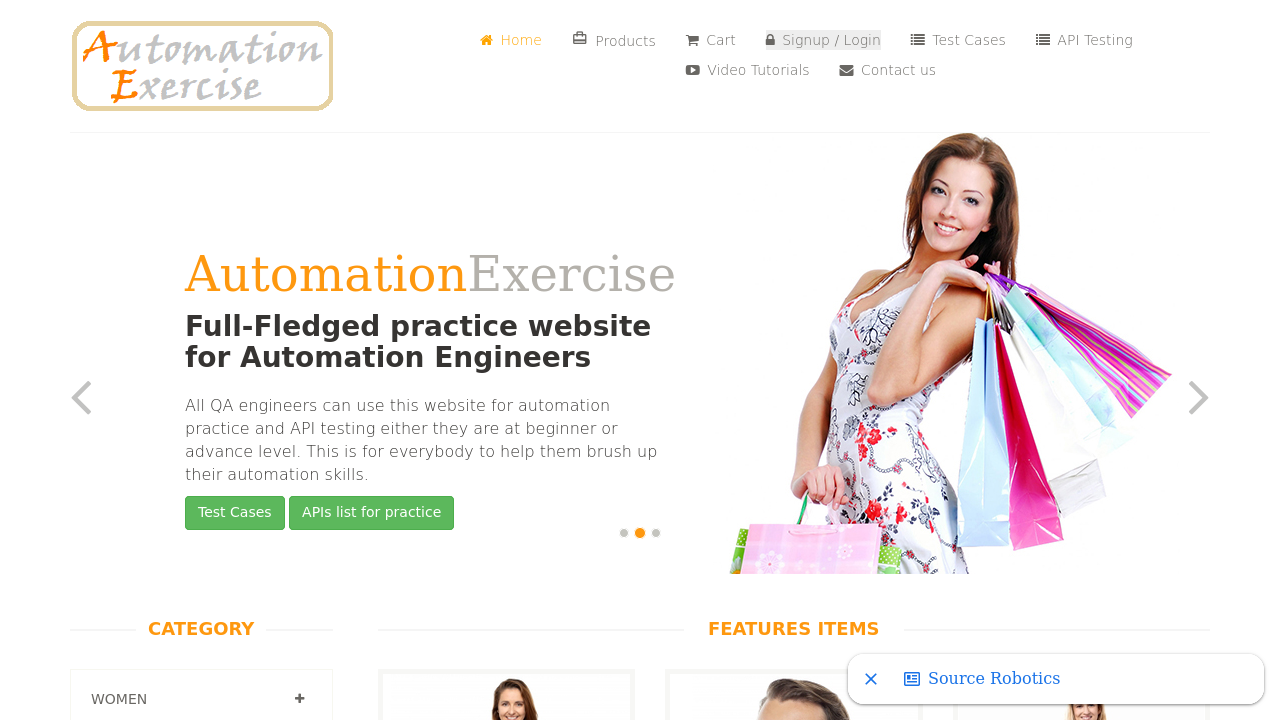 Automation
Exercise
Home
Products
Cart
Signup / Login
Test Cases
API Testing
Video Tutorials
Contact us
AutomationExercise
Full-Fledged practice website
for Automation Engineers
All QA engineers can use this website for automation
practice and API testing either they are at beginner or
advance level. This is for everybody to help them brush up
their automation skills.
Test Cases
APIs list for practice
CATEGORY
FEATURES ITEMS
WOMEN
Source Robotics